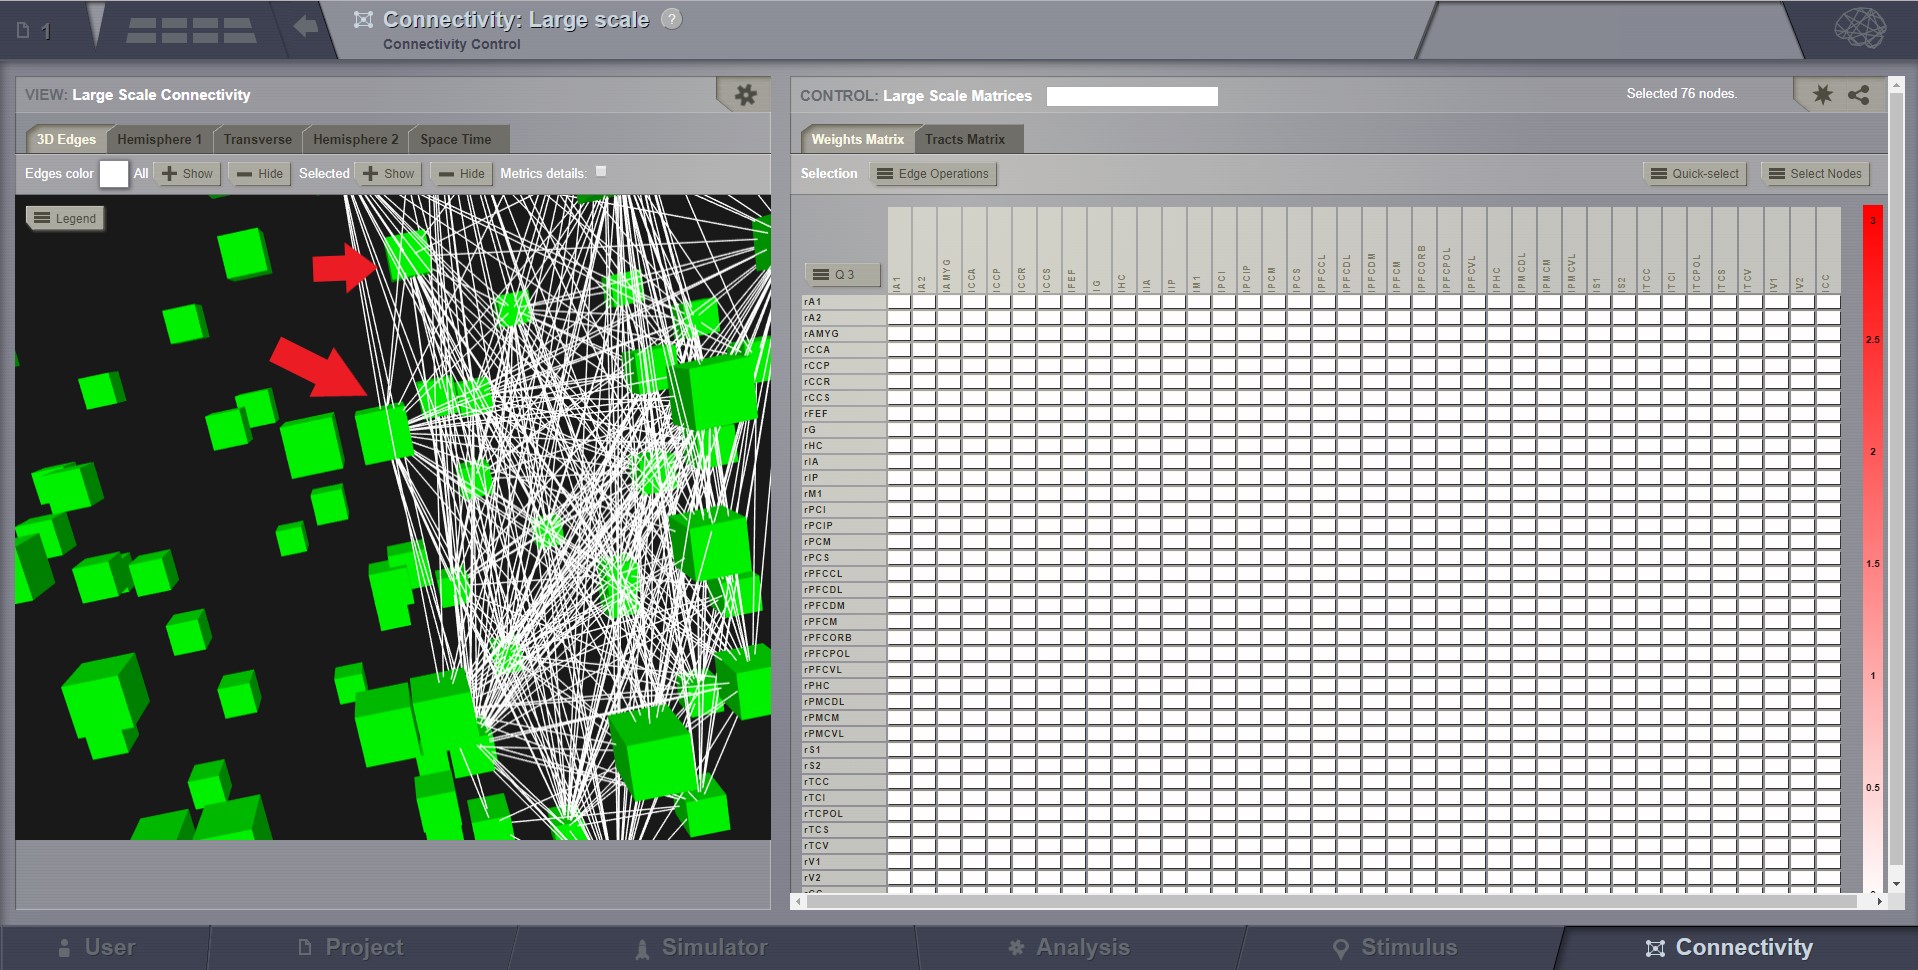 1
Connectivity: Large scale ?
Connectivity Control
VIEW: Large Scale Connectivity
3D Edges Hemisphere 1 Transverse Hemisphere 2 Space Time
Edges color All Show Hide Selected Show Hide Metrics details:
Legend
CONTROL: Large Scale Matrices
Selected 76 nodes.
Weights Matrix Tracts Matrix
Selection Edge Operations Quick-select Select Nodes
Q 3
lA1 lA2 lAMYG lCCA lCCP lCCR lCCS lFEF lG lHC lIA lIP lM1 lPCI lPCIP lPCM lPCS lPFCCL lPFCDL lPFCDM lPFCM lPFCORB lPFCPOL lPFCVL lPHC lPMCDL lPMCM lPMCVL lS1 lS2 lTCC lTCI lTCPOL lTCS lTCV lV1 lV2 lCC
rA1
rA2
rAMYG
rCCA
rCCP
rCCR
rCCS
rFEF
rG
rHC
rIA
rIP
rM1
rPCI
rPCIP
rPCM
rPCS
rPFCCL
rPFCDL
rPFCDM
rPFCM
rPFCORB
rPFCPOL
rPFCVL
rPHC
rPMCDL
rPMCM
rPMCVL
rS1
rS2
rTCC
rTCI
rTCPOL
rTCS
rTCV
rV1
rV2
3
2.5
2
1.5
1
0.5
User Project Simulator Analysis Stimulus Connectivity